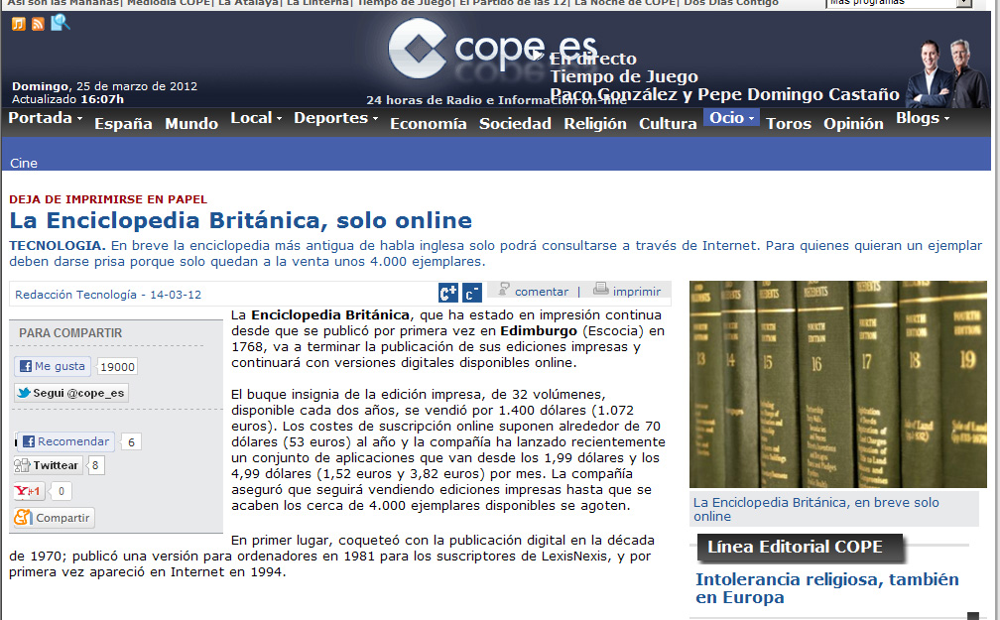 Así son las Mañanas| Mediodía COPE| La Atalaya| La Linterna| Tiempo de Juego| El Partido de las 12| La Noche de COPE| Dos Días Contigo
Más programas
cope.es
En directo
Tiempo de Juego
Paco González y Pepe Domingo Castaño
Domingo, 25 de marzo de 2012
Actualizado 16:07h
24 horas de Radio e Información on-line
Portada España Mundo Local Deportes Economía Sociedad Religión Cultura Ocio Toros Opinión Blogs
Cine
DEJA DE IMPRIMIRSE EN PAPEL
La Enciclopedia Británica, solo online
TECNOLOGIA. En breve la enciclopedia más antigua de habla inglesa solo podrá consultarse a través de Internet. Para quienes quieran un ejemplar
deben darse prisa porque solo quedan a la venta unos 4.000 ejemplares.
Redacción Tecnología - 14-03-12
C+ c- comentar | imprimir
PARA COMPARTIR
Me gusta 19000
Segui @cope_es
Recomendar 6
Twittear 8
Y!+1 0
Compartir
La Enciclopedia Británica, que ha estado en impresión continua
desde que se publicó por primera vez en Edimburgo (Escocia) en
1768, va a terminar la publicación de sus ediciones impresas y
continuará con versiones digitales disponibles online.
El buque insignia de la edición impresa, de 32 volúmenes,
disponible cada dos años, se vendió por 1.400 dólares (1.072
euros). Los costes de suscripción online suponen alrededor de 70
dólares (53 euros) al año y la compañía ha lanzado recientemente
un conjunto de aplicaciones que van desde los 1,99 dólares y los
4,99 dólares (1,52 euros y 3,82 euros) por mes. La compañía
aseguró que seguirá vendiendo ediciones impresas hasta que se
acaben los cerca de 4.000 ejemplares disponibles se agoten.
En primer lugar, coqueteó con la publicación digital en la década
de 1970; publicó una versión para ordenadores en 1981 para los suscriptores de LexisNexis, y por
primera vez apareció en Internet en 1994.
13 14 15 16 17 18 19
La Enciclopedia Británica, en breve solo
online
Línea Editorial COPE
Intolerancia religiosa, también
en Europa